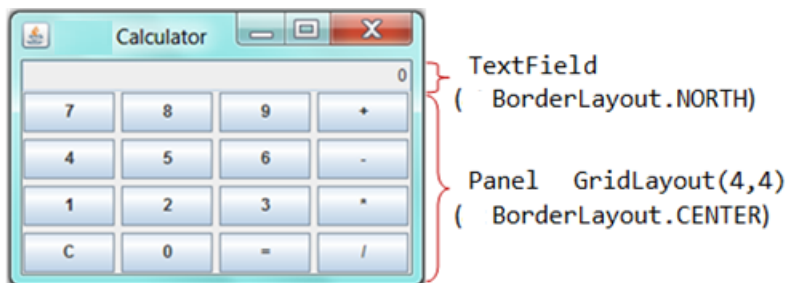 Calculator
0
TextField
( BorderLayout.NORTH)
7 8 9 +
4 5 6 -
Panel GridLayout(4,4)
( BorderLayout.CENTER)
1 2 3 *
C 0 = /